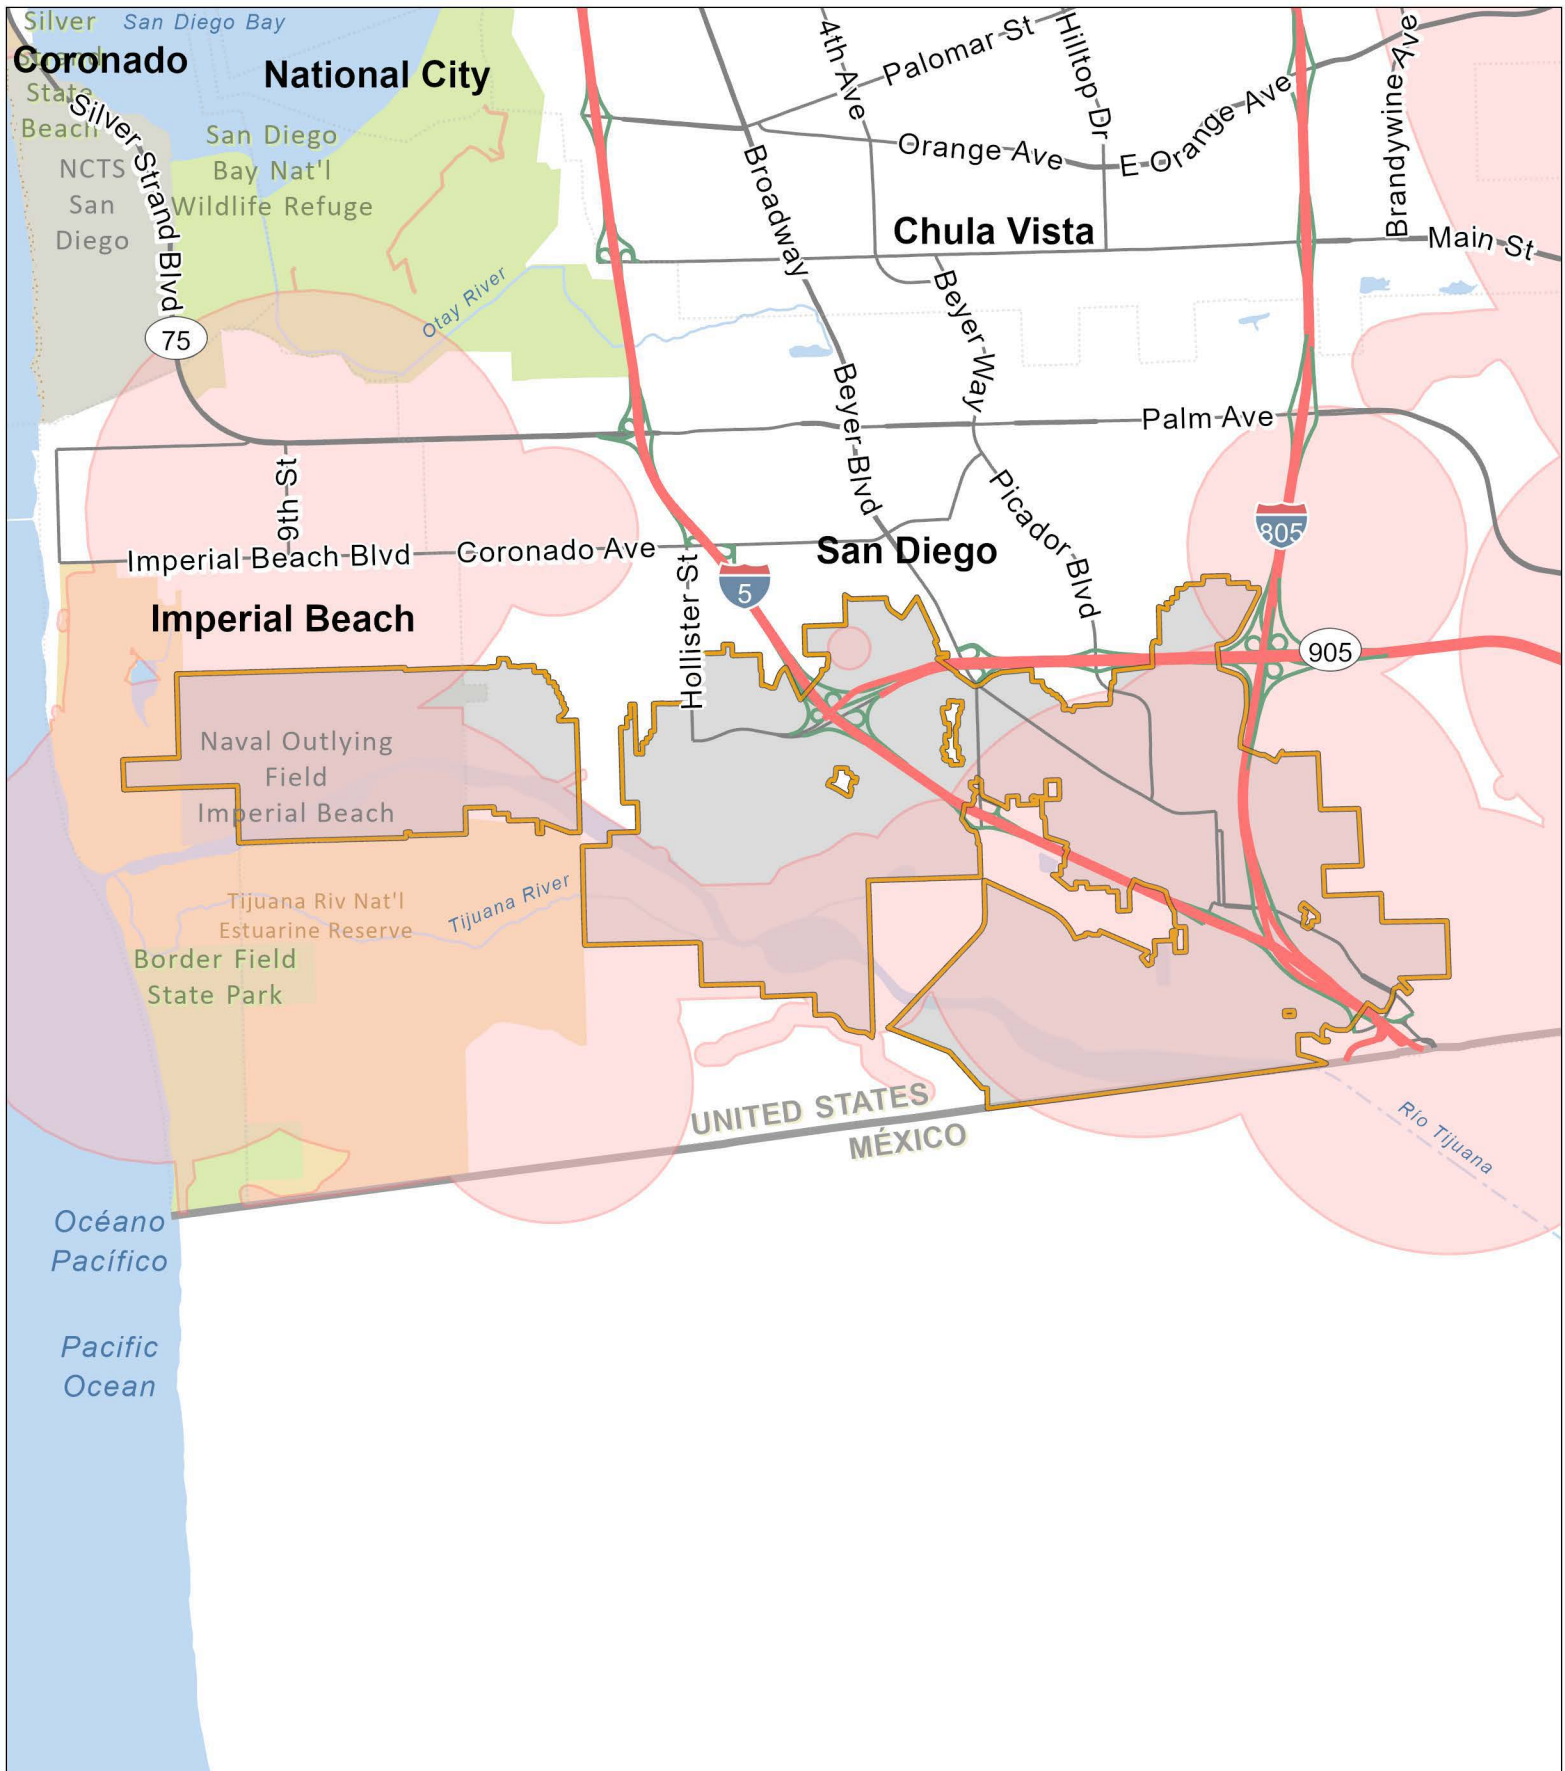 Silver
Strand
State
Beach
San Diego Bay
Coronado
National City
Silver Strand Blvd
NCTS
San
Diego
San Diego
Bay Nat'l
Wildlife Refuge
4th Ave
Palomar St
Hilltop Dr
Orange Ave
E Orange Ave
Brandywine Ave
Broadway
Chula Vista
Main St
Otay River
Beyer Way
75
Beyer Blvd
Palm Ave
9th St
Picador Blvd
805
Imperial Beach Blvd
Coronado Ave
San Diego
Hollister St
5
Imperial Beach
905
Naval Outlying
Field
Imperial Beach
Tijuana Riv Nat'l
Estuarine Reserve
Tijuana River
Border Field
State Park
UNITED STATES
MÉXICO
Río Tijuana
Océano
Pacífico
Pacific
Ocean